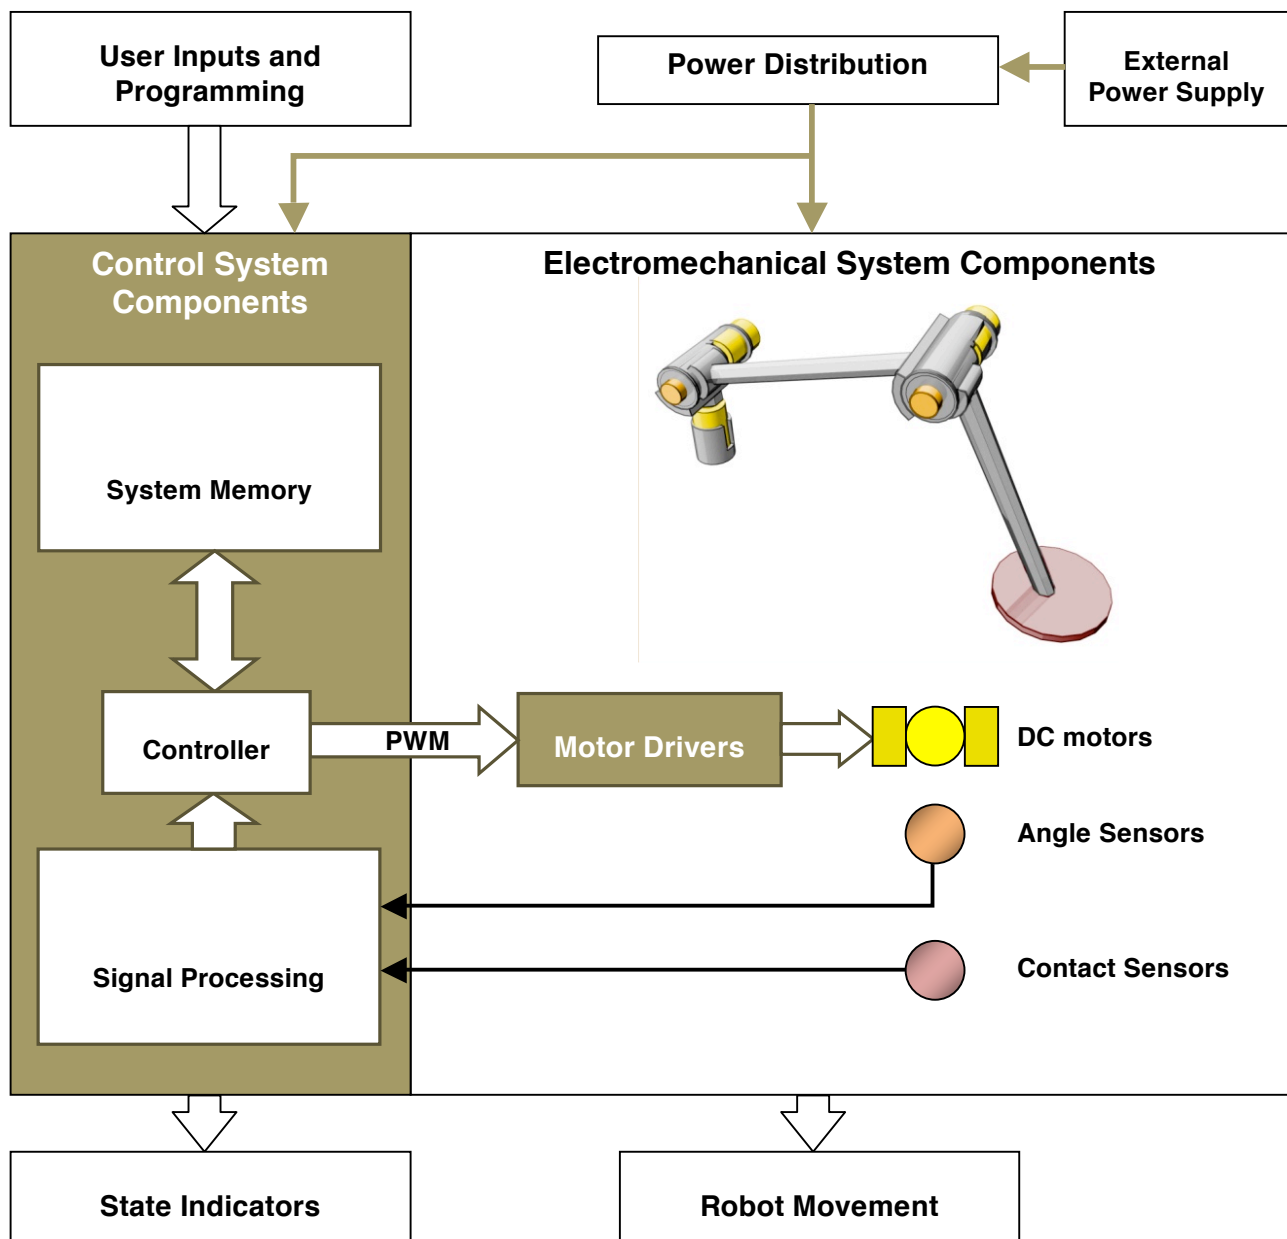 User Inputs and
Programming
Power Distribution
External
Power Supply
Control System
Components
Electromechanical System Components
System Memory
Controller
PWM
Motor Drivers
DC motors
Angle Sensors
Signal Processing
Contact Sensors
State Indicators
Robot Movement